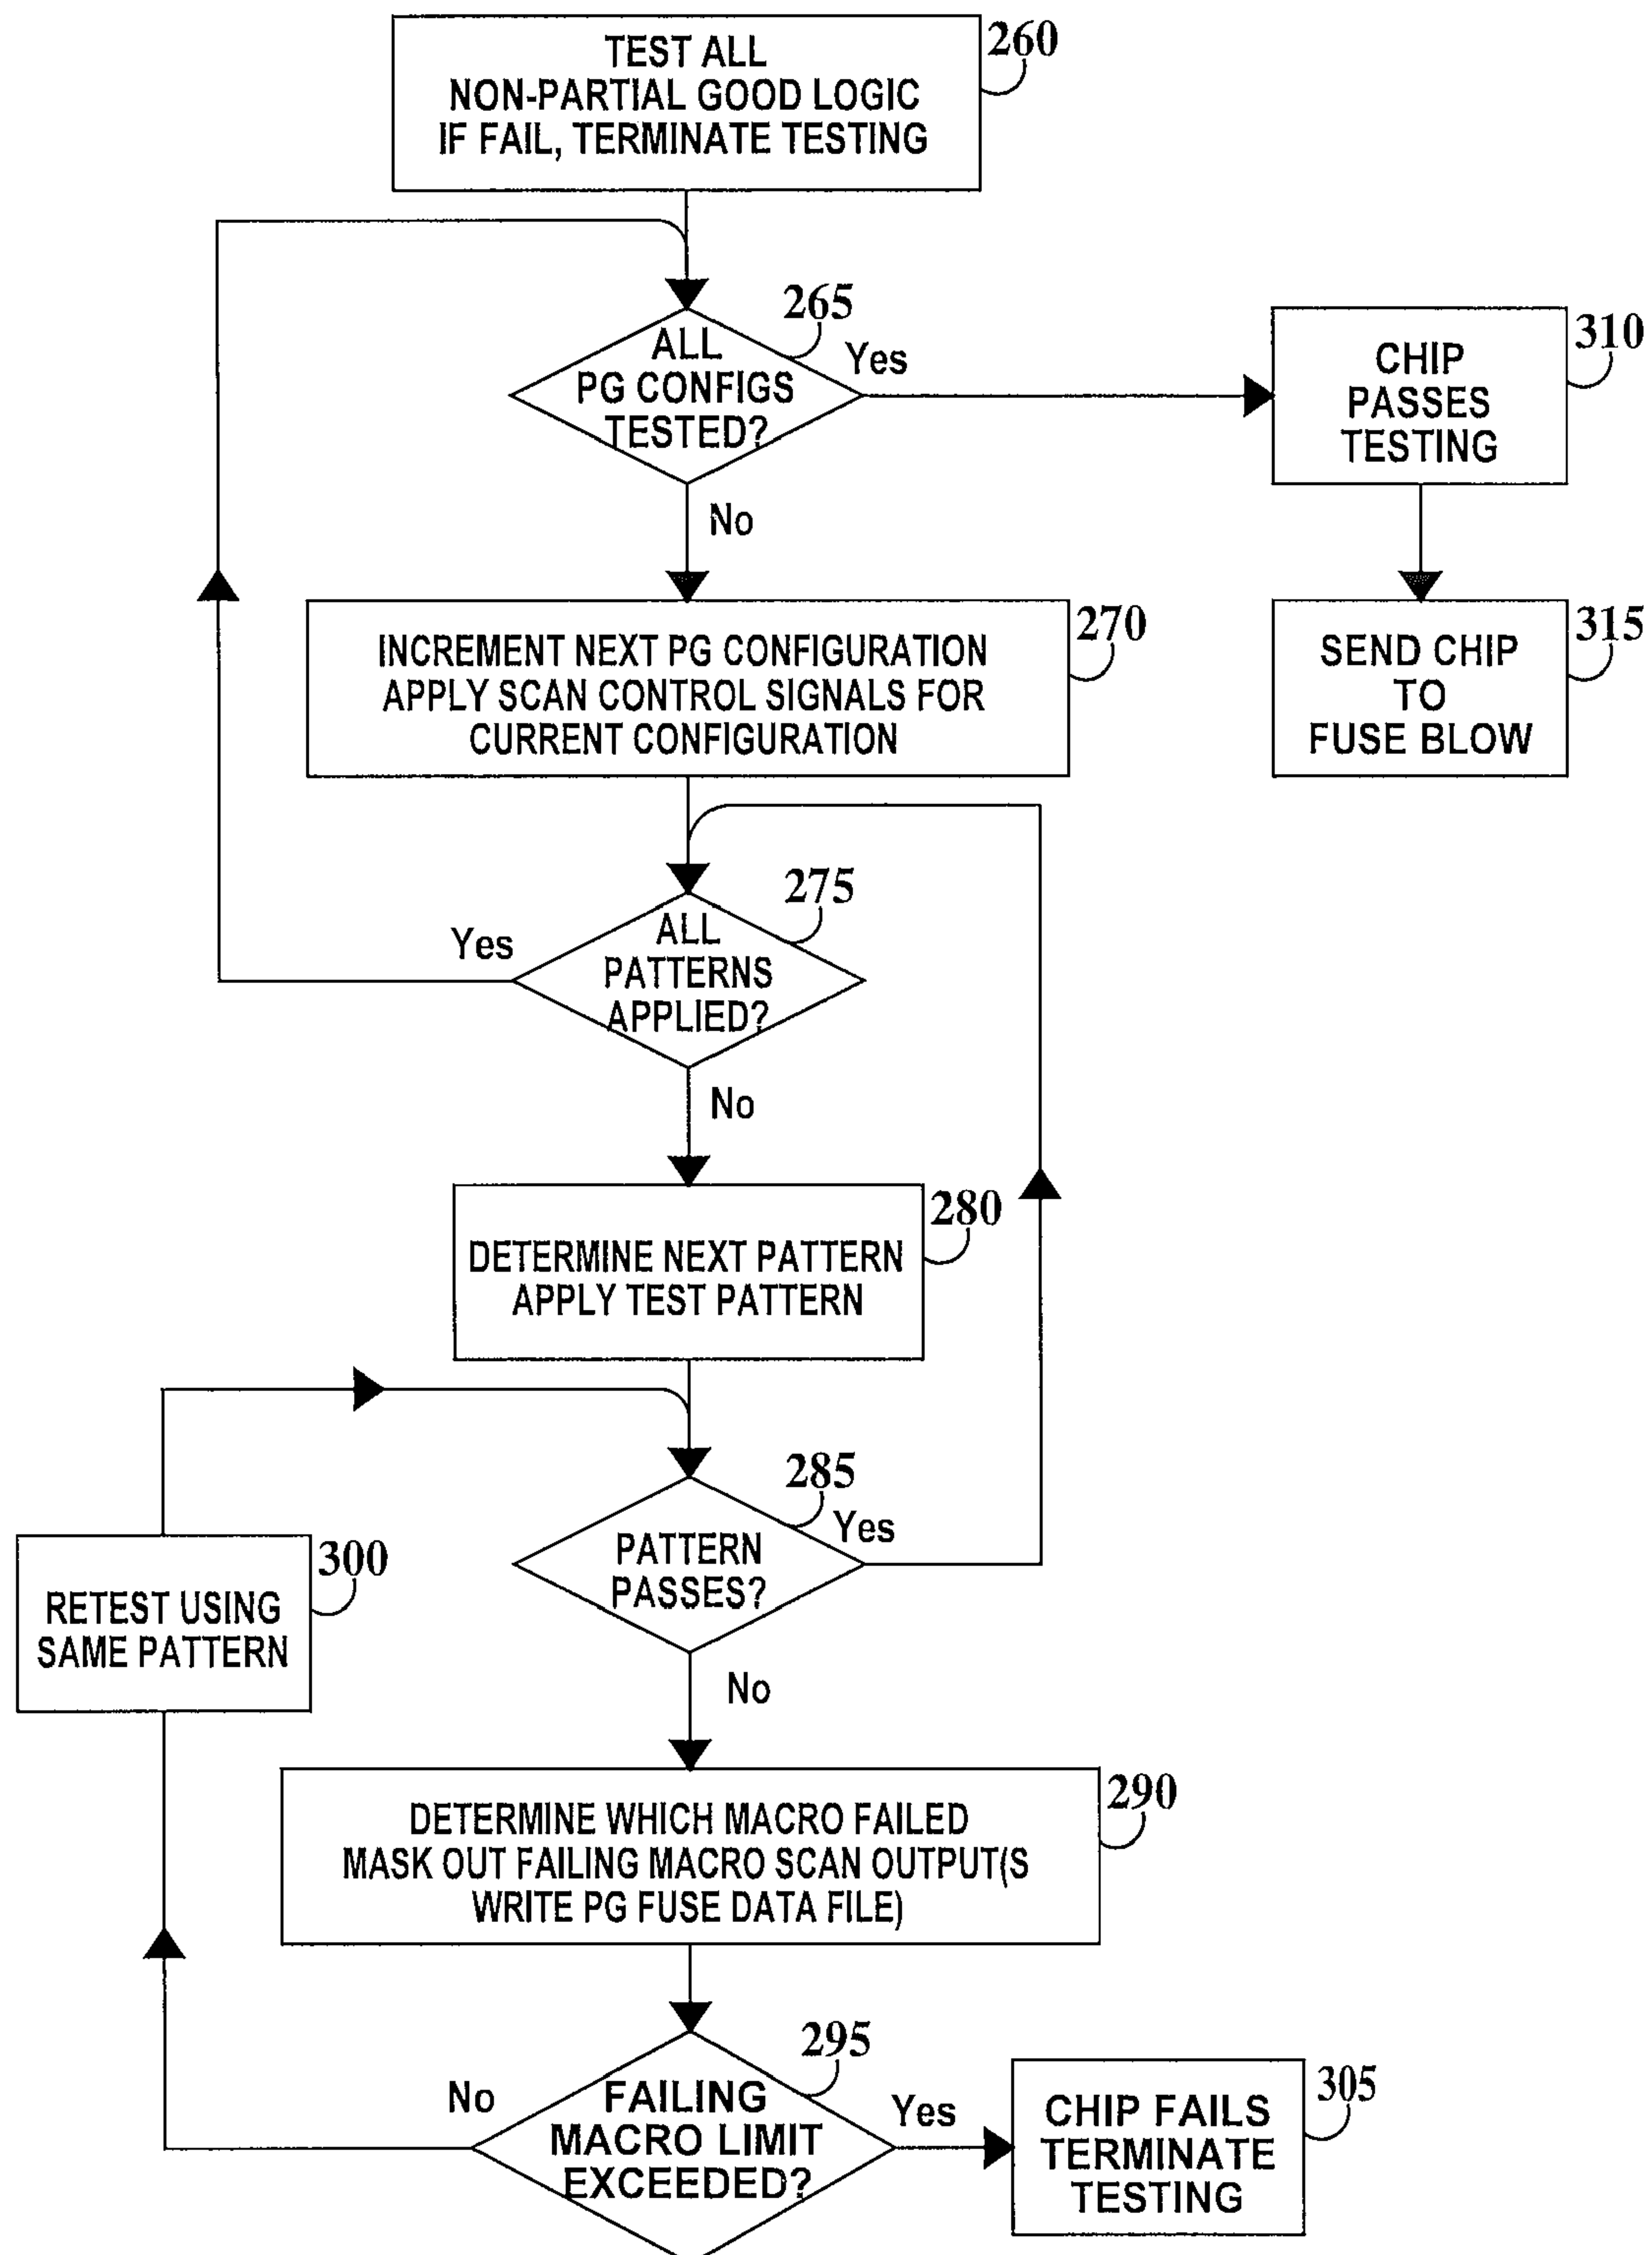 TEST ALL
NON-PARTIAL GOOD LOGIC
IF FAIL, TERMINATE TESTING
260
265
ALL
PG CONFIGS
TESTED?
Yes
No
310
CHIP
PASSES
TESTING
270
INCREMENT NEXT PG CONFIGURATION
APPLY SCAN CONTROL SIGNALS FOR
CURRENT CONFIGURATION
315
SEND CHIP
TO
FUSE BLOW
275
ALL
PATTERNS
APPLIED?
Yes
No
280
DETERMINE NEXT PATTERN
APPLY TEST PATTERN
285
PATTERN
PASSES?
Yes
No
300
RETEST USING
SAME PATTERN
290
DETERMINE WHICH MACRO FAILED
MASK OUT FAILING MACRO SCAN OUTPUT(S
WRITE PG FUSE DATA FILE)
295
FAILING
MACRO LIMIT
EXCEEDED?
No
Yes
305
CHIP FAILS
TERMINATE
TESTING